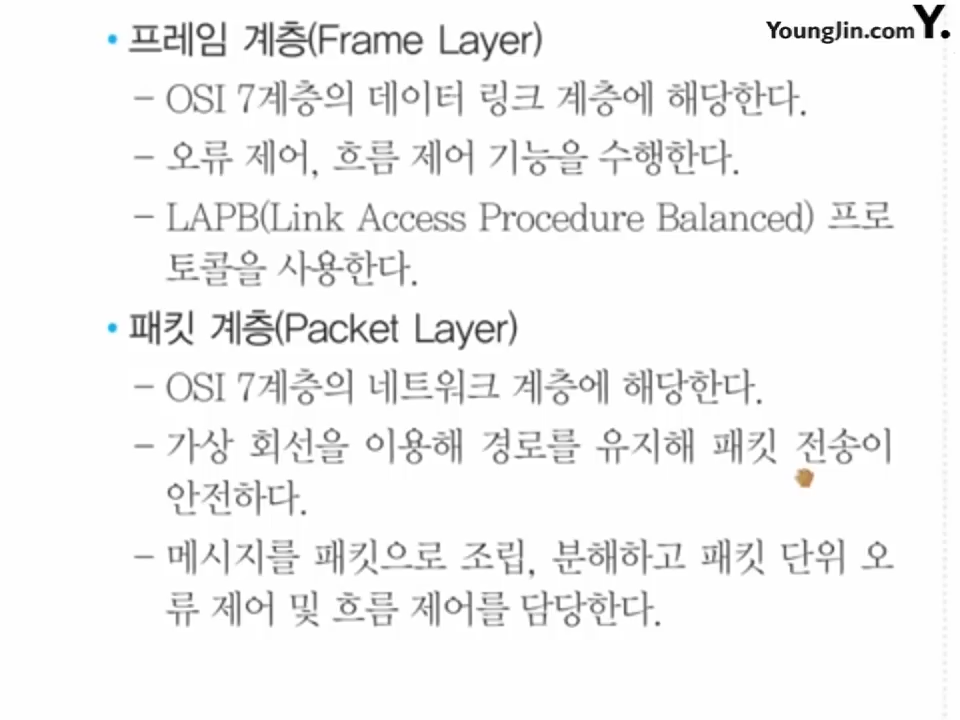 YoungJin.com Y.
• 프레임 계층(Frame Layer)
– OSI 7계층의 데이터 링크 계층에 해당한다.
– 오류 제어, 흐름 제어 기능을 수행한다.
– LAPB(Link Access Procedure Balanced) 프로
토콜을 사용한다.
• 패킷 계층(Packet Layer)
– OSI 7계층의 네트워크 계층에 해당한다.
– 가상 회선을 이용해 경로를 유지해 패킷 전송이
안전하다.
– 메시지를 패킷으로 조립, 분해하고 패킷 단위 오
류 제어 및 흐름 제어를 담당한다.